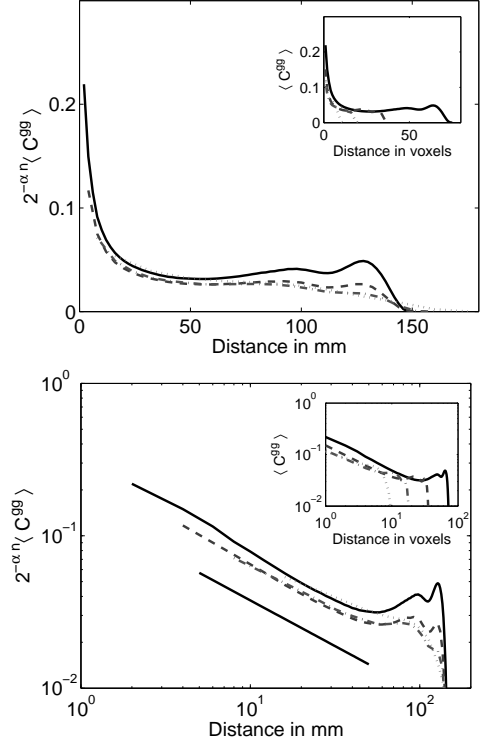 0.2
0.1
0
0 50 100 150
2^{-α n}⟨ C^{gg} ⟩
Distance in mm
0.2
0.1
0
0 50
⟨ C^{gg} ⟩
Distance in voxels
10^0
10^{-1}
10^{-2}
10^0 10^1 10^2
2^{-α n}⟨ C^{gg} ⟩
Distance in mm
10^0
10^{-1}
10^{-2}
10^0 10^1 10^2
⟨ C^{gg} ⟩
Distance in voxels